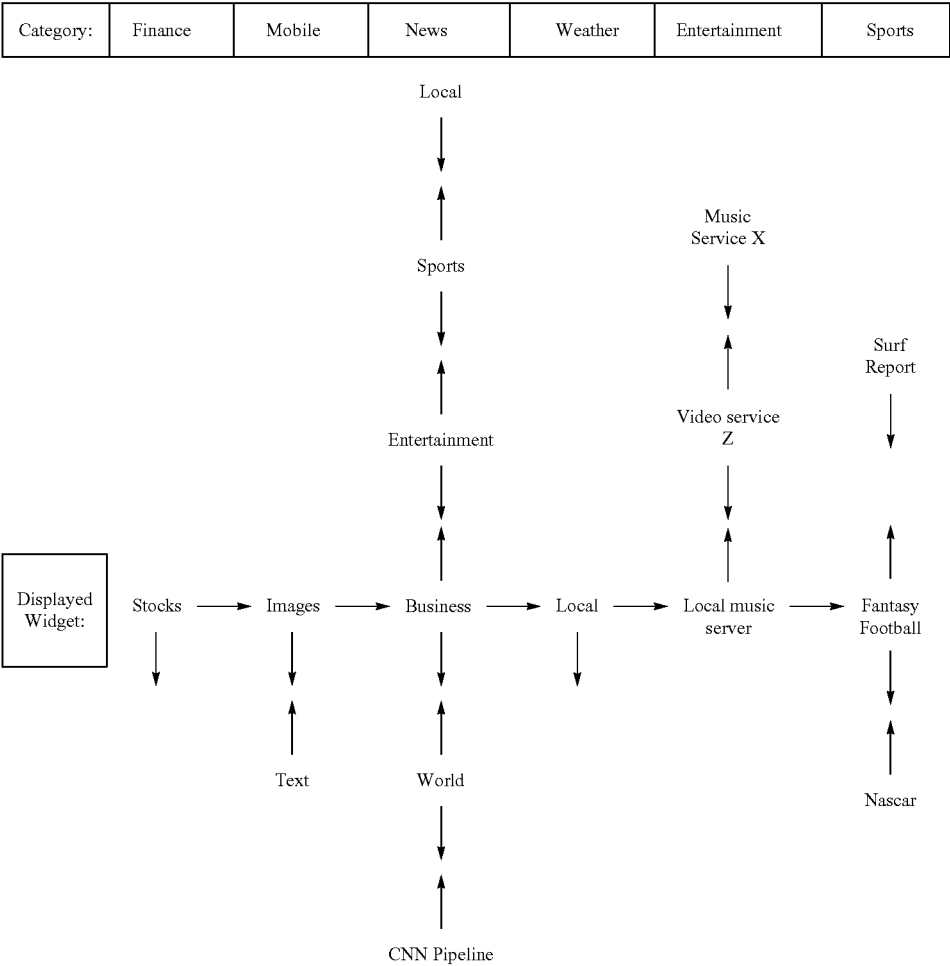 Category: Finance Mobile News Weather Entertainment Sports
Local
Music
Service X
Sports
Surf
Report
Video service
Z
Entertainment
Displayed
Widget:
Stocks Images Business Local Local music
server
Fantasy
Football
Text World Nascar
CNN Pipeline